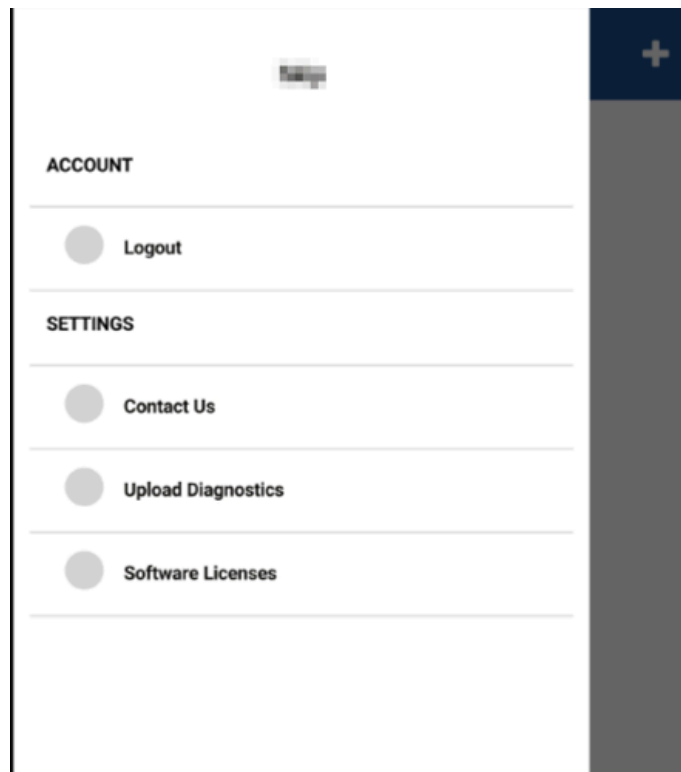 ACCOUNT
Logout
SETTINGS
Contact Us
Upload Diagnostics
Software Licenses